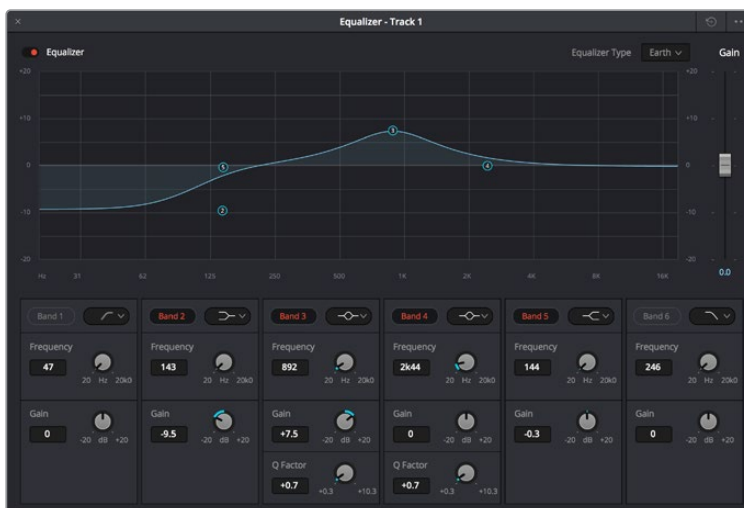 Equalizer - Track 1
Equalizer
Equalizer Type
Earth
Gain
+20 +20
+10 +10
0 0
-10 -10
-20 -20
Hz 31 62 125 250 500 1K 2K 4K 8K 16K
0.0
Band 1 Band 2 Band 3 Band 4 Band 5 Band 6
Frequency Frequency Frequency Frequency Frequency Frequency
47 143 892 2k44 144 246
20 Hz 20k0 20 Hz 20k0 20 Hz 20k0 20 Hz 20k0 20 Hz 20k0 20 Hz 20k0
Gain Gain Gain Gain Gain Gain
0 -9.5 +7.5 0 -0.3 0
-20 dB +20 -20 dB +20 -20 dB +20 -20 dB +20 -20 dB +20 -20 dB +20
Q Factor Q Factor
+0.7 +0.7
+0.3 +10.3 +0.3 +10.3
5
3
4
2